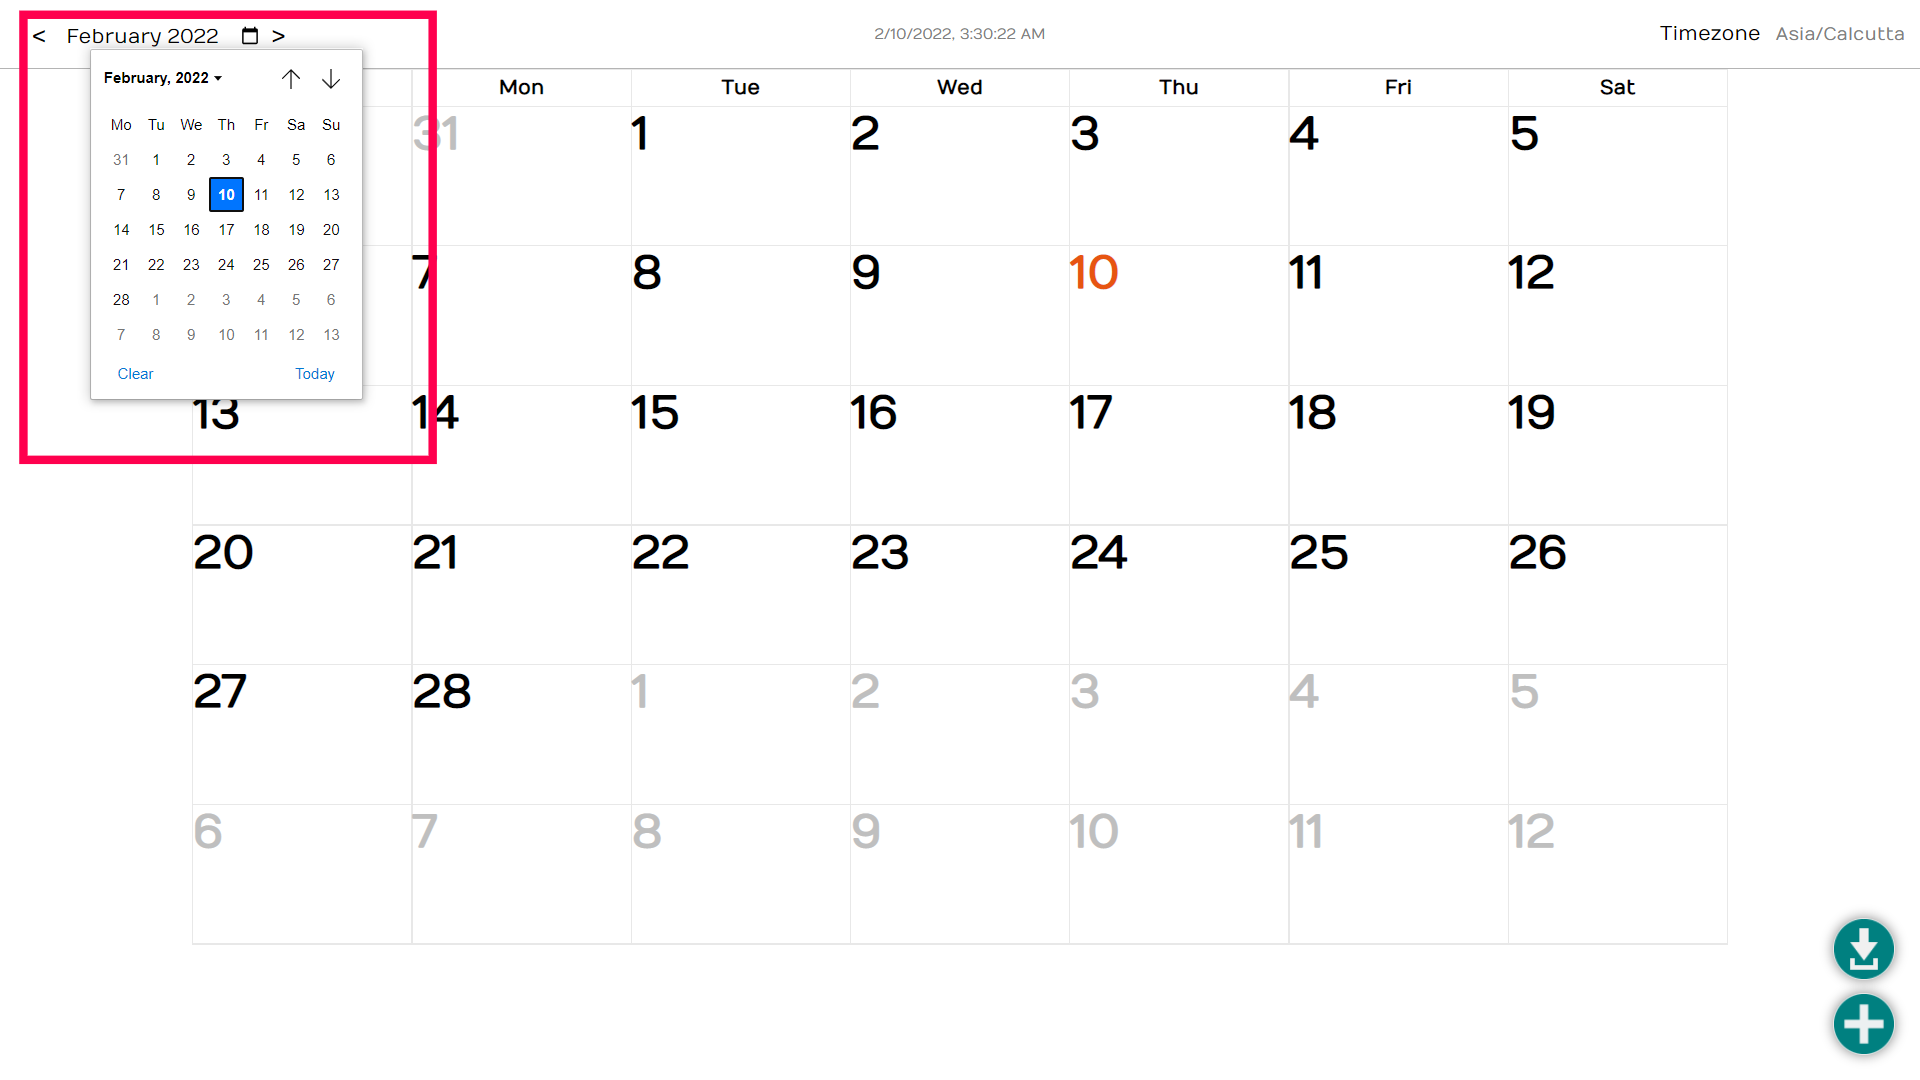 < February 2022 >
2/10/2022, 3:30:22 AM
Timezone Asia/Calcutta
February, 2022
Mo Tu We Th Fr Sa Su
31 1 2 3 4 5 6
7 8 9 10 11 12 13
14 15 16 17 18 19 20
21 22 23 24 25 26 27
28 1 2 3 4 5 6
7 8 9 10 11 12 13
Clear Today
Mon Tue Wed Thu Fri Sat
31 1 2 3 4 5
7 8 9 10 11 12
13 14 15 16 17 18 19
20 21 22 23 24 25 26
27 28 1 2 3 4 5
6 7 8 9 10 11 12